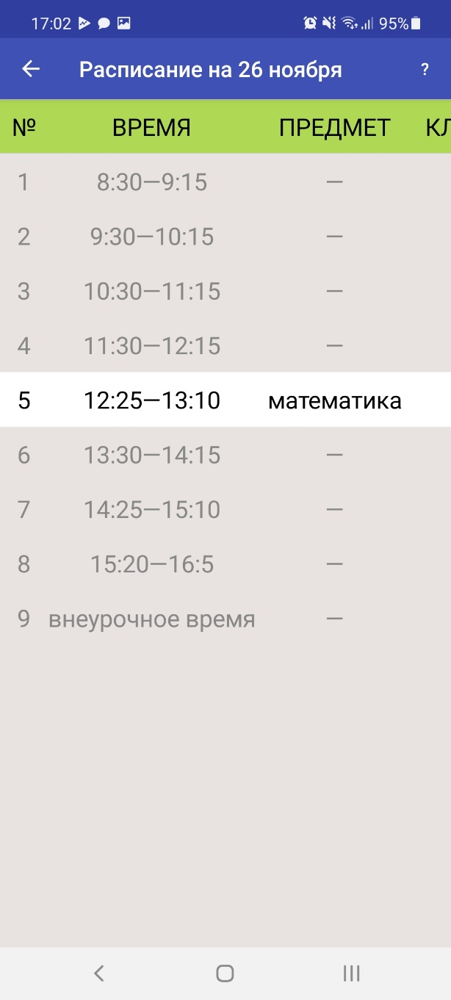 17:02 95%
Расписание на 26 ноября ?
№ ВРЕМЯ ПРЕДМЕТ КЛ
1 8:30—9:15 —
2 9:30—10:15 —
3 10:30—11:15 —
4 11:30—12:15 —
5 12:25—13:10 математика
6 13:30—14:15 —
7 14:25—15:10 —
8 15:20—16:5 —
9 внеурочное время —